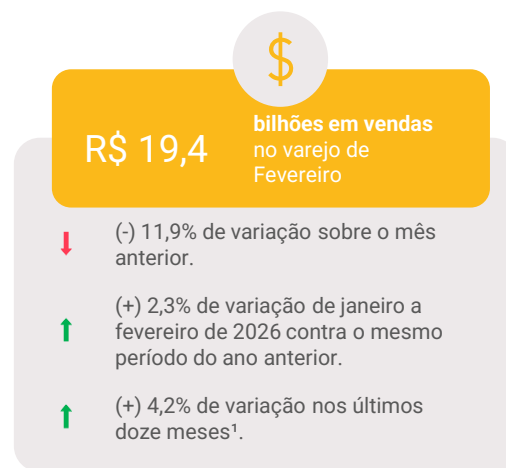 $
R$ 19,4
bilhões em vendas
no varejo de
Fevereiro
(-) 11,9% de variação sobre o mês
anterior.
(+) 2,3% de variação de janeiro a
fevereiro de 2026 contra o mesmo
período do ano anterior.
(+) 4,2% de variação nos últimos
doze meses¹.